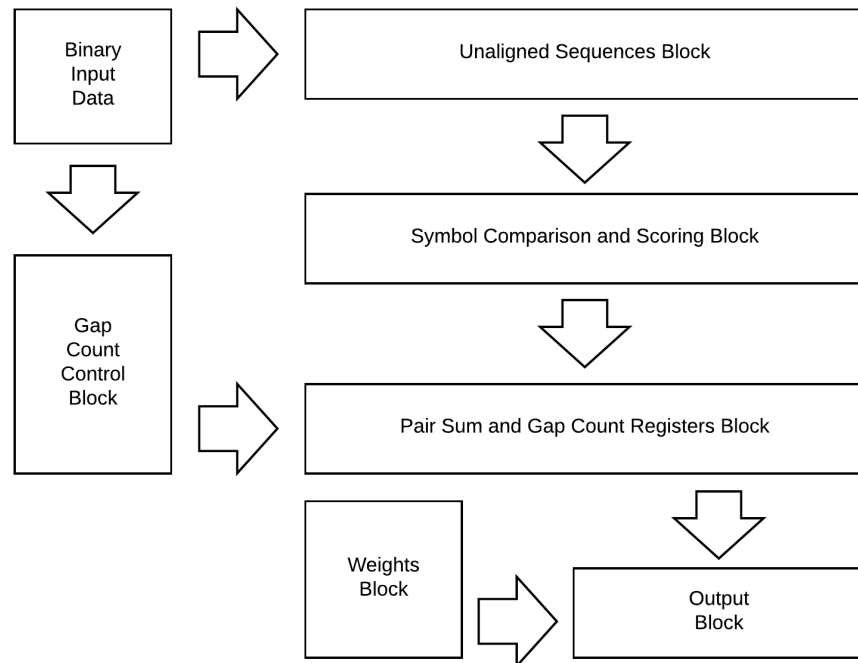 Binary
Input
Data
Unaligned Sequences Block
Symbol Comparison and Scoring Block
Gap
Count
Control
Block
Pair Sum and Gap Count Registers Block
Weights
Block
Output
Block